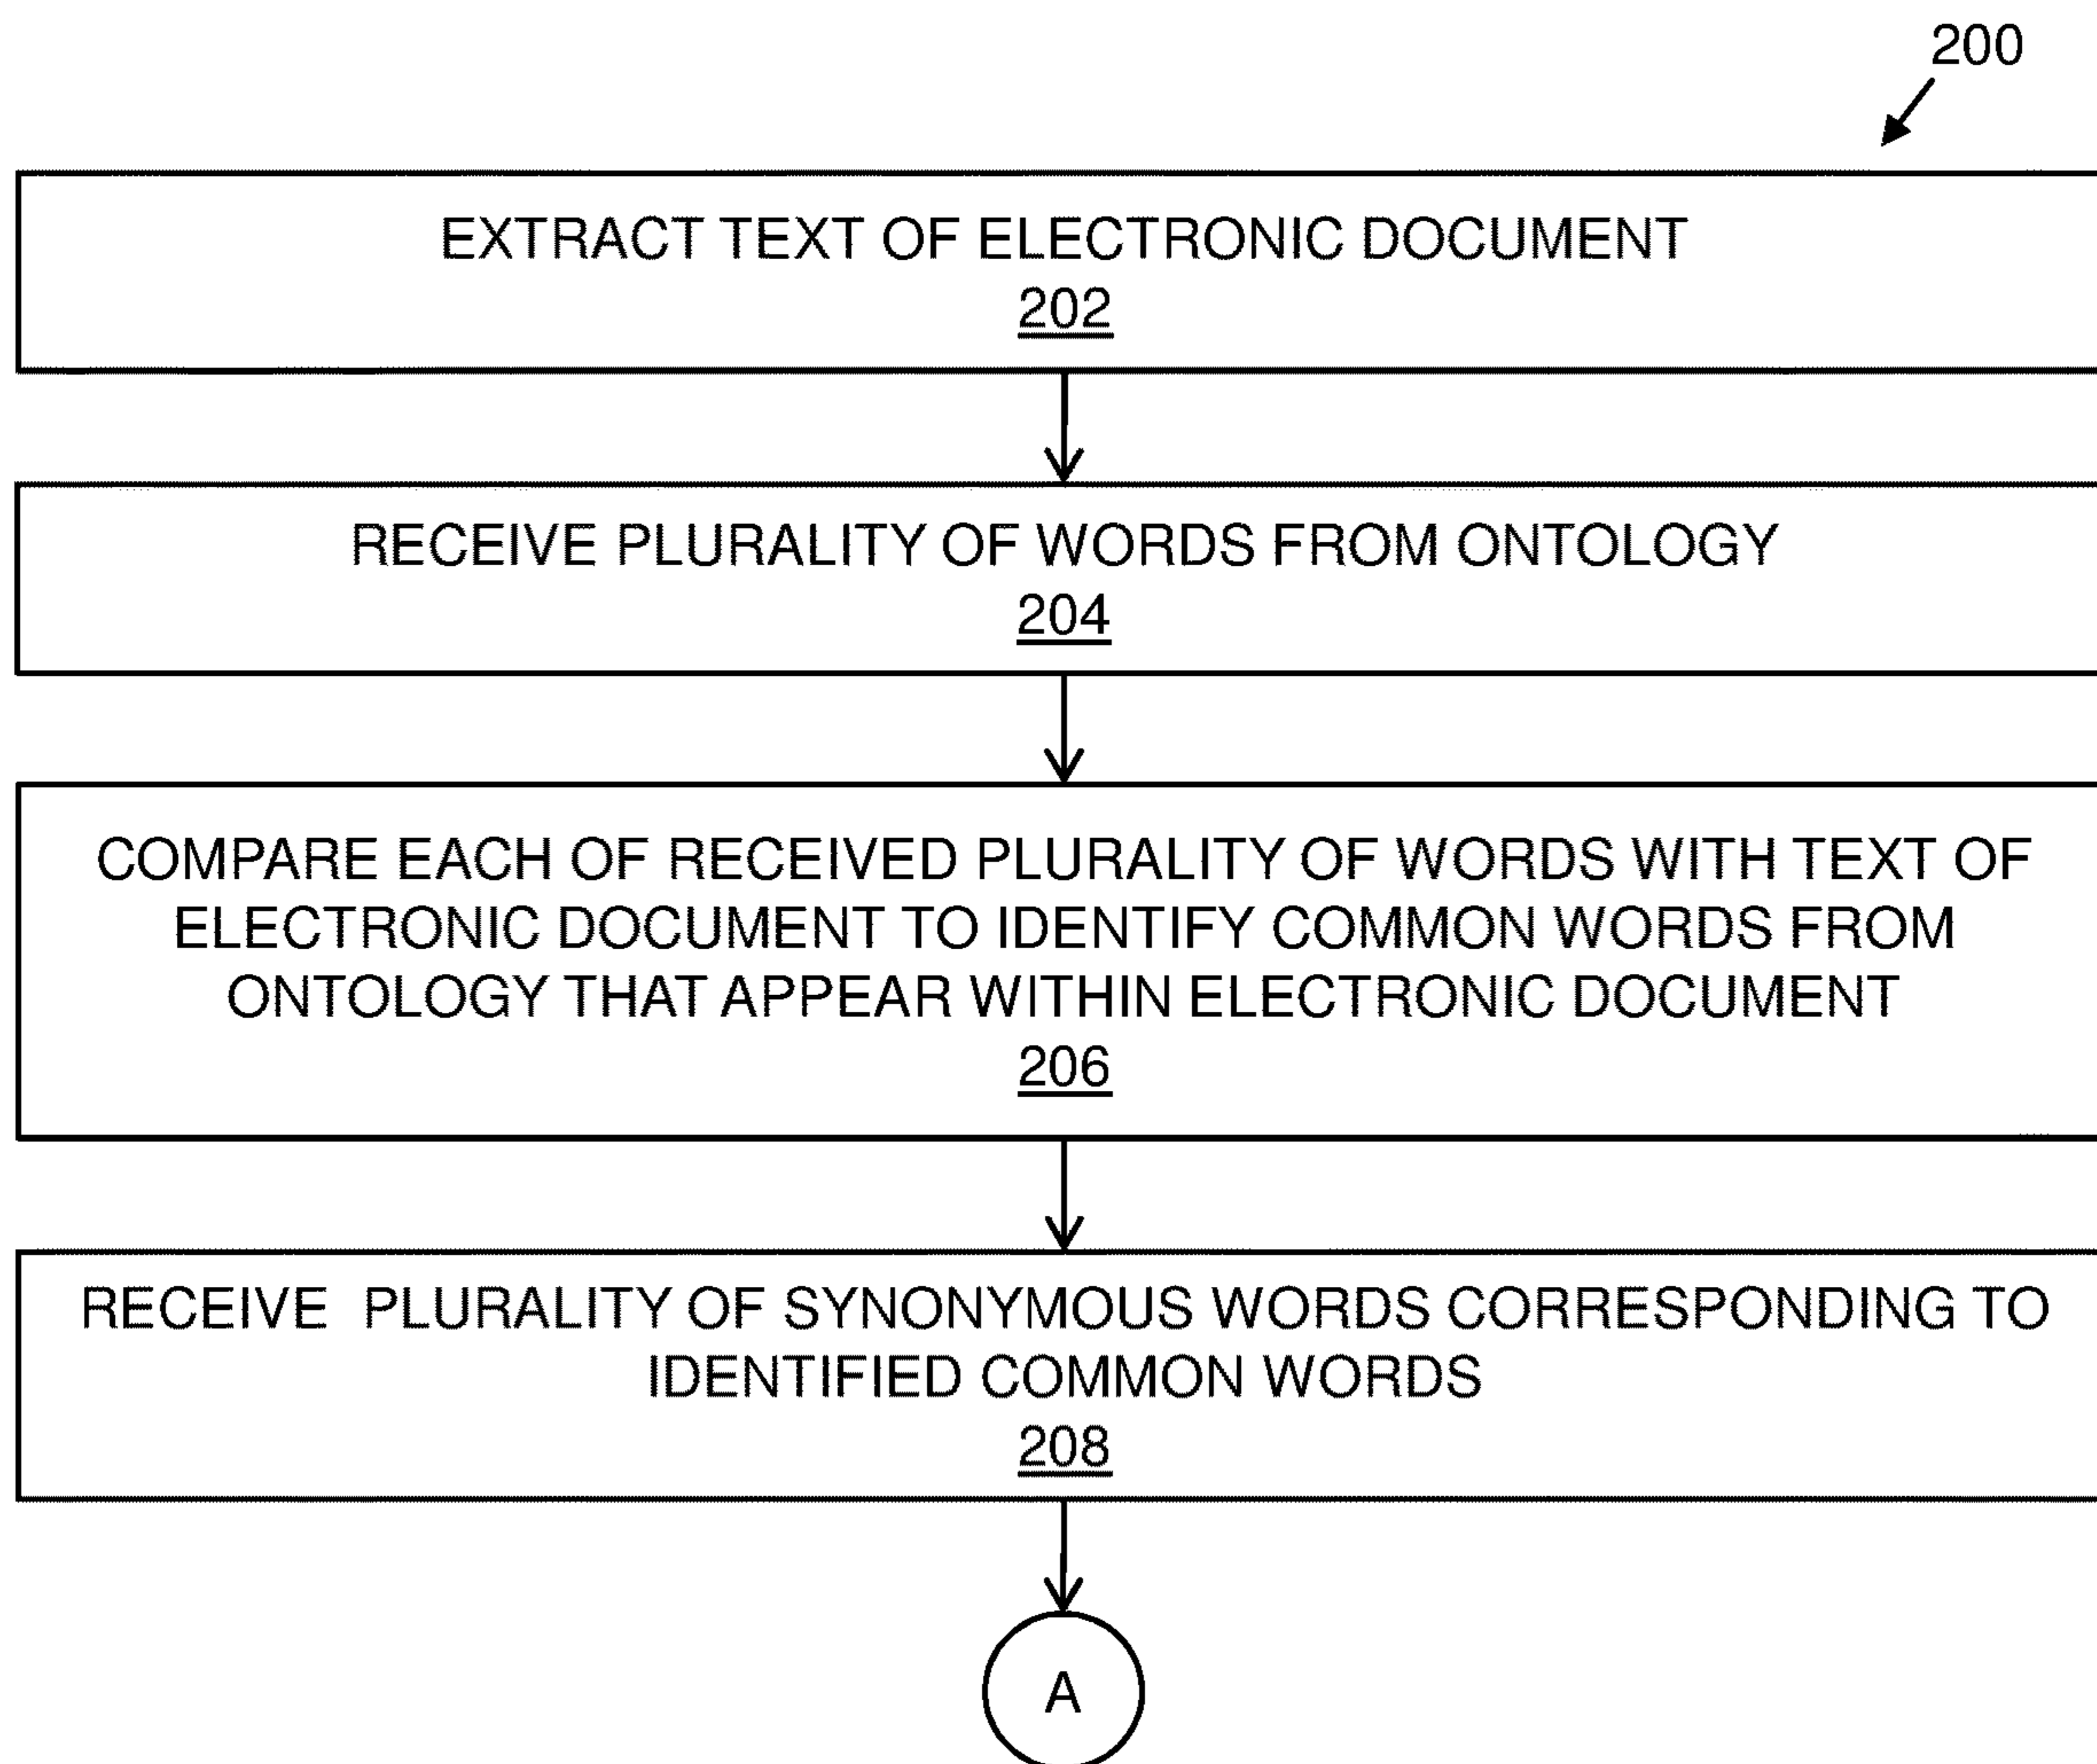 200
EXTRACT TEXT OF ELECTRONIC DOCUMENT
202
RECEIVE PLURALITY OF WORDS FROM ONTOLOGY
204
COMPARE EACH OF RECEIVED PLURALITY OF WORDS WITH TEXT OF
ELECTRONIC DOCUMENT TO IDENTIFY COMMON WORDS FROM
ONTOLOGY THAT APPEAR WITHIN ELECTRONIC DOCUMENT
206
RECEIVE PLURALITY OF SYNONYMOUS WORDS CORRESPONDING TO
IDENTIFIED COMMON WORDS
208
A